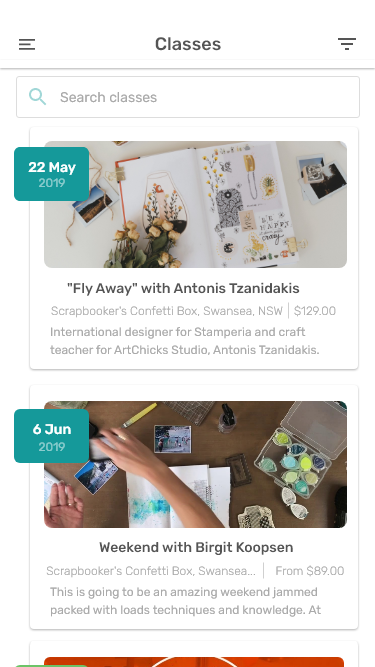 Classes
Search classes
22 May
2019
BE
HAPPY
crazy
"Fly Away" with Antonis Tzanidakis
Scrapbooker's Confetti Box, Swansea, NSW | $129.00
International designer for Stamperia and craft
teacher for ArtChicks Studio, Antonis Tzanidakis.
6 Jun
2019
Weekend with Birgit Koopsen
Scrapbooker's Confetti Box, Swansea... | From $89.00
This is going to be an amazing weekend jammed
packed with loads techniques and knowledge. At